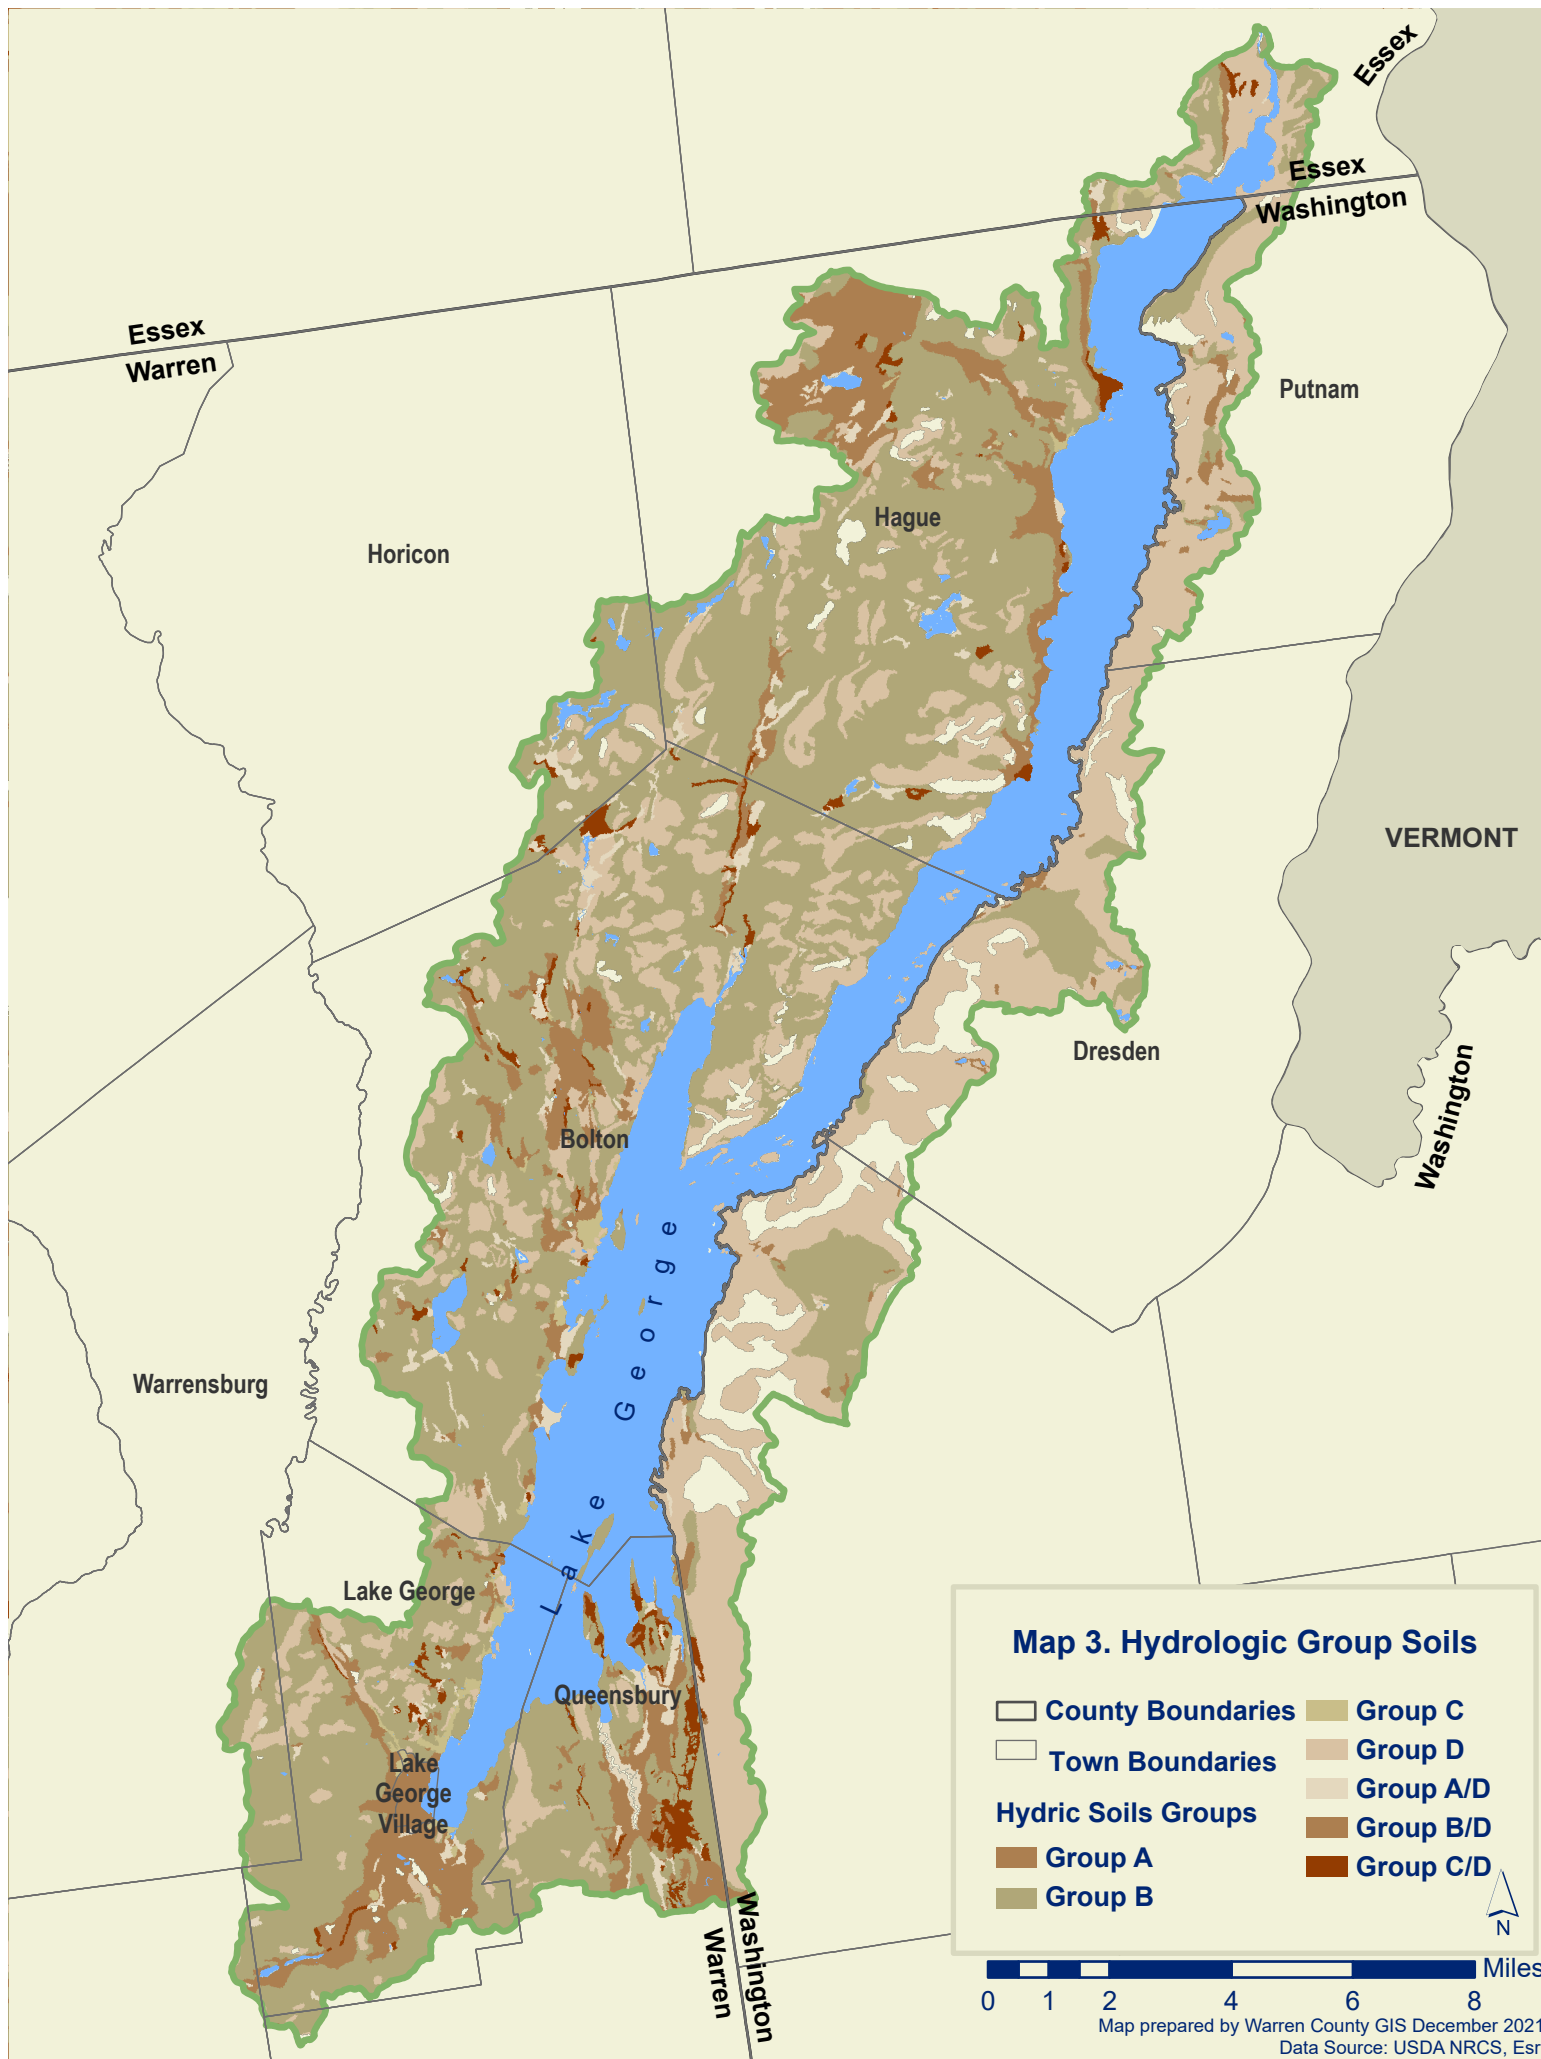 Essex
Essex
Washington
Essex
Warren
Putnam
Hague
Horicon
VERMONT
Dresden
Washington
Bolton
Lake George
Warrensburg
Lake George
Queensbury
Lake
George
Village
Washington
Warren
Map 3. Hydrologic Group Soils
County Boundaries
Town Boundaries
Hydric Soils Groups
Group A
Group B
Group C
Group D
Group A/D
Group B/D
Group C/D
N
Miles
0 1 2 4 6 8
Map prepared by Warren County GIS December 2021
Data Source: USDA NRCS, Esr